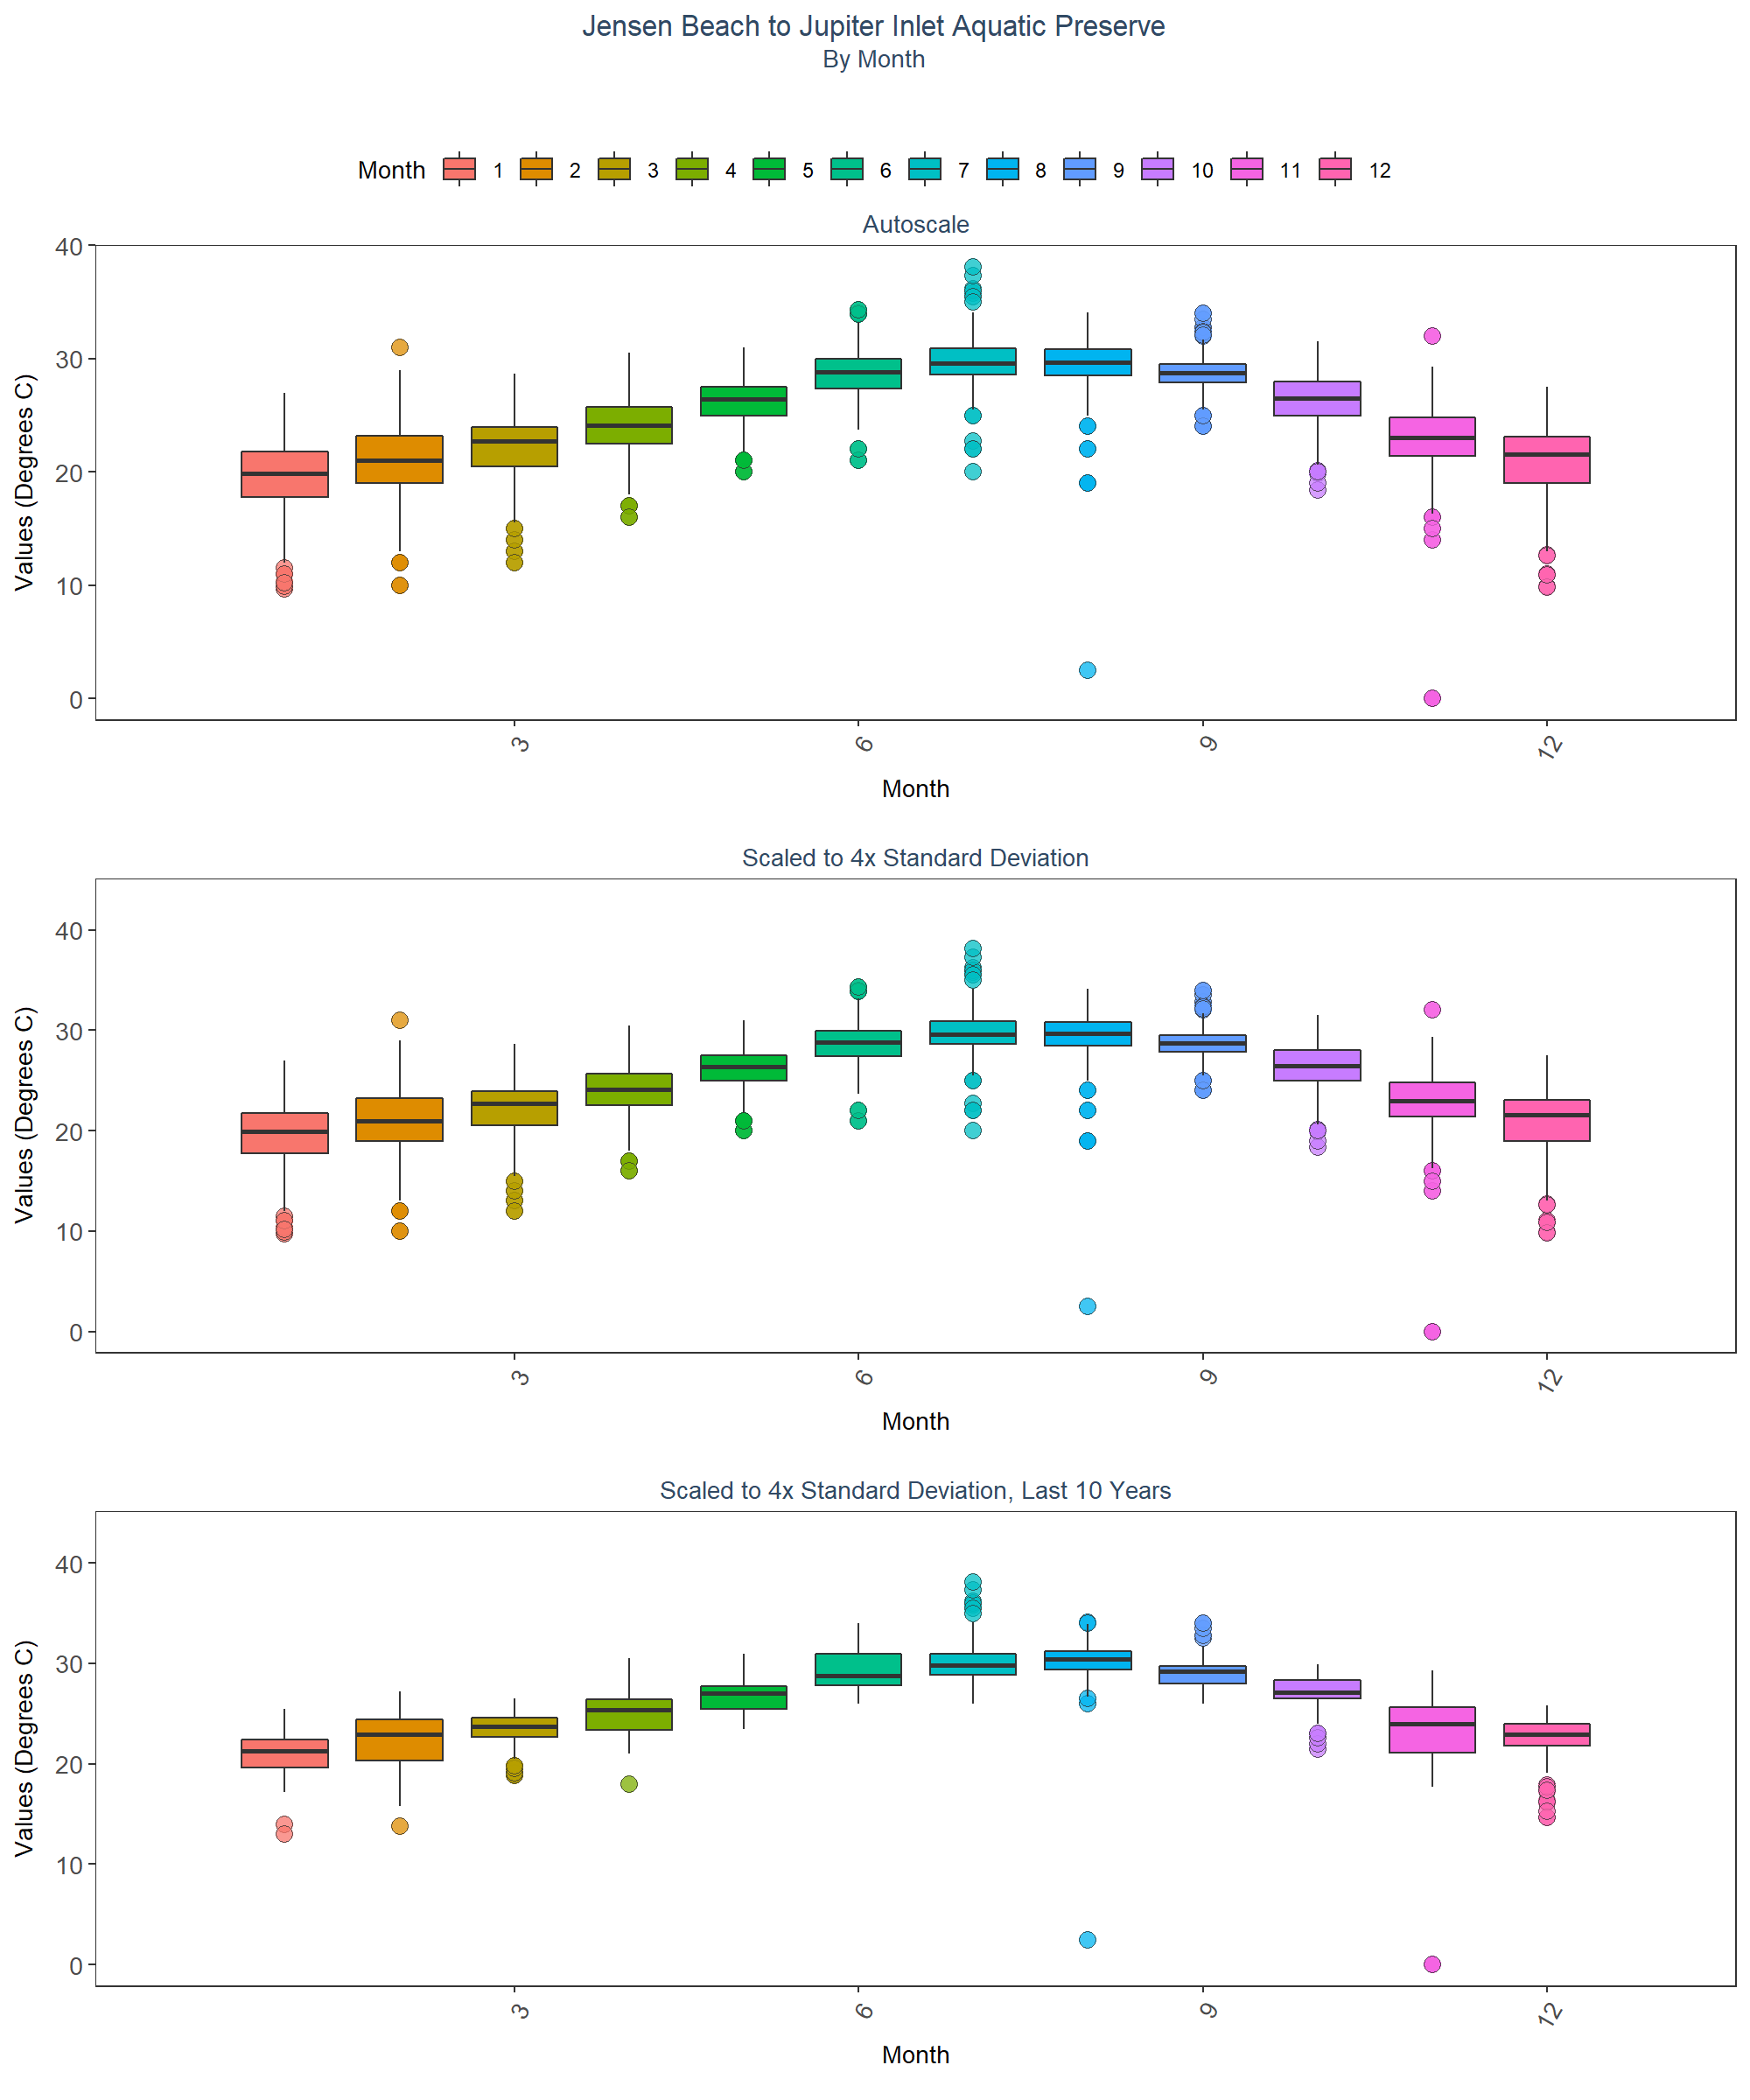 Jensen Beach to Jupiter Inlet Aquatic Preserve
By Month
Month 1 2 3 4 5 6 7 8 9 10 11 12
Autoscale
Values (Degrees C)
40
30
20
10
0
3 6 9 12
Month
Scaled to 4x Standard Deviation
Values (Degrees C)
40
30
20
10
0
3 6 9 12
Month
Scaled to 4x Standard Deviation, Last 10 Years
Values (Degrees C)
40
30
20
10
0
3 6 9 12
Month